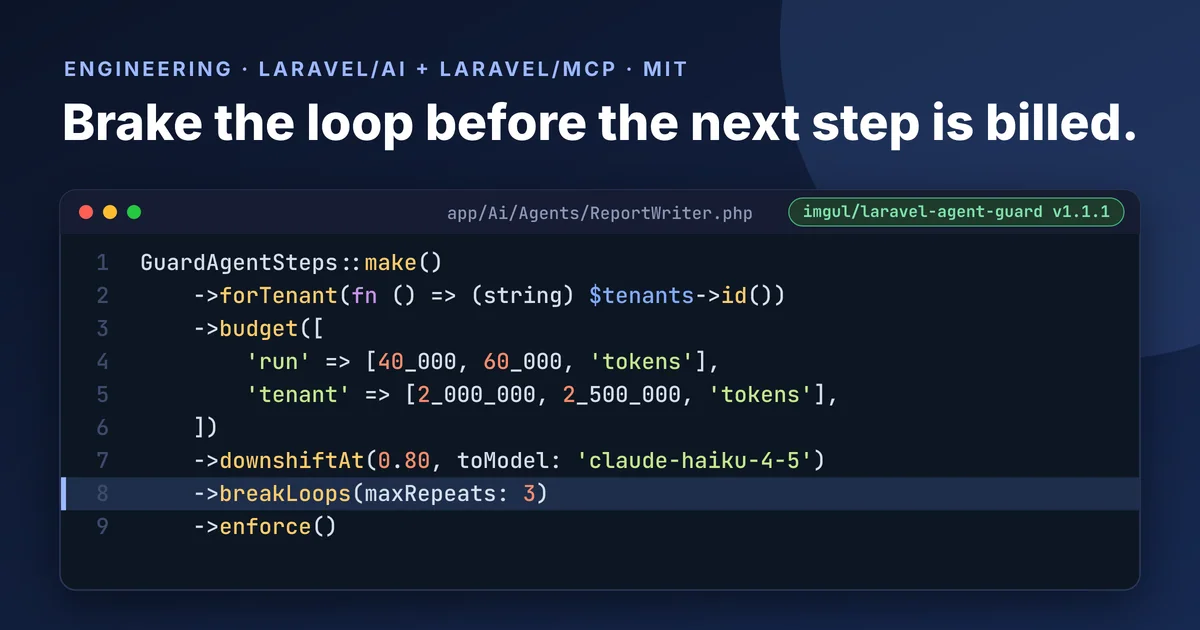 ENGINEERING · LARAVEL/AI + LARAVEL/MCP · MIT
Brake the loop before the next step is billed.
app/Ai/Agents/ReportWriter.php
imgul/laravel-agent-guard v1.1.1
1 GuardAgentSteps::make()
2 ->forTenant(fn () => (string) $tenants->id())
3 ->budget([
4 'run' => [40_000, 60_000, 'tokens'],
5 'tenant' => [2_000_000, 2_500_000, 'tokens'],
6 ])
7 ->downshiftAt(0.80, toModel: 'claude-haiku-4-5')
8 ->breakLoops(maxRepeats: 3)
9 ->enforce()